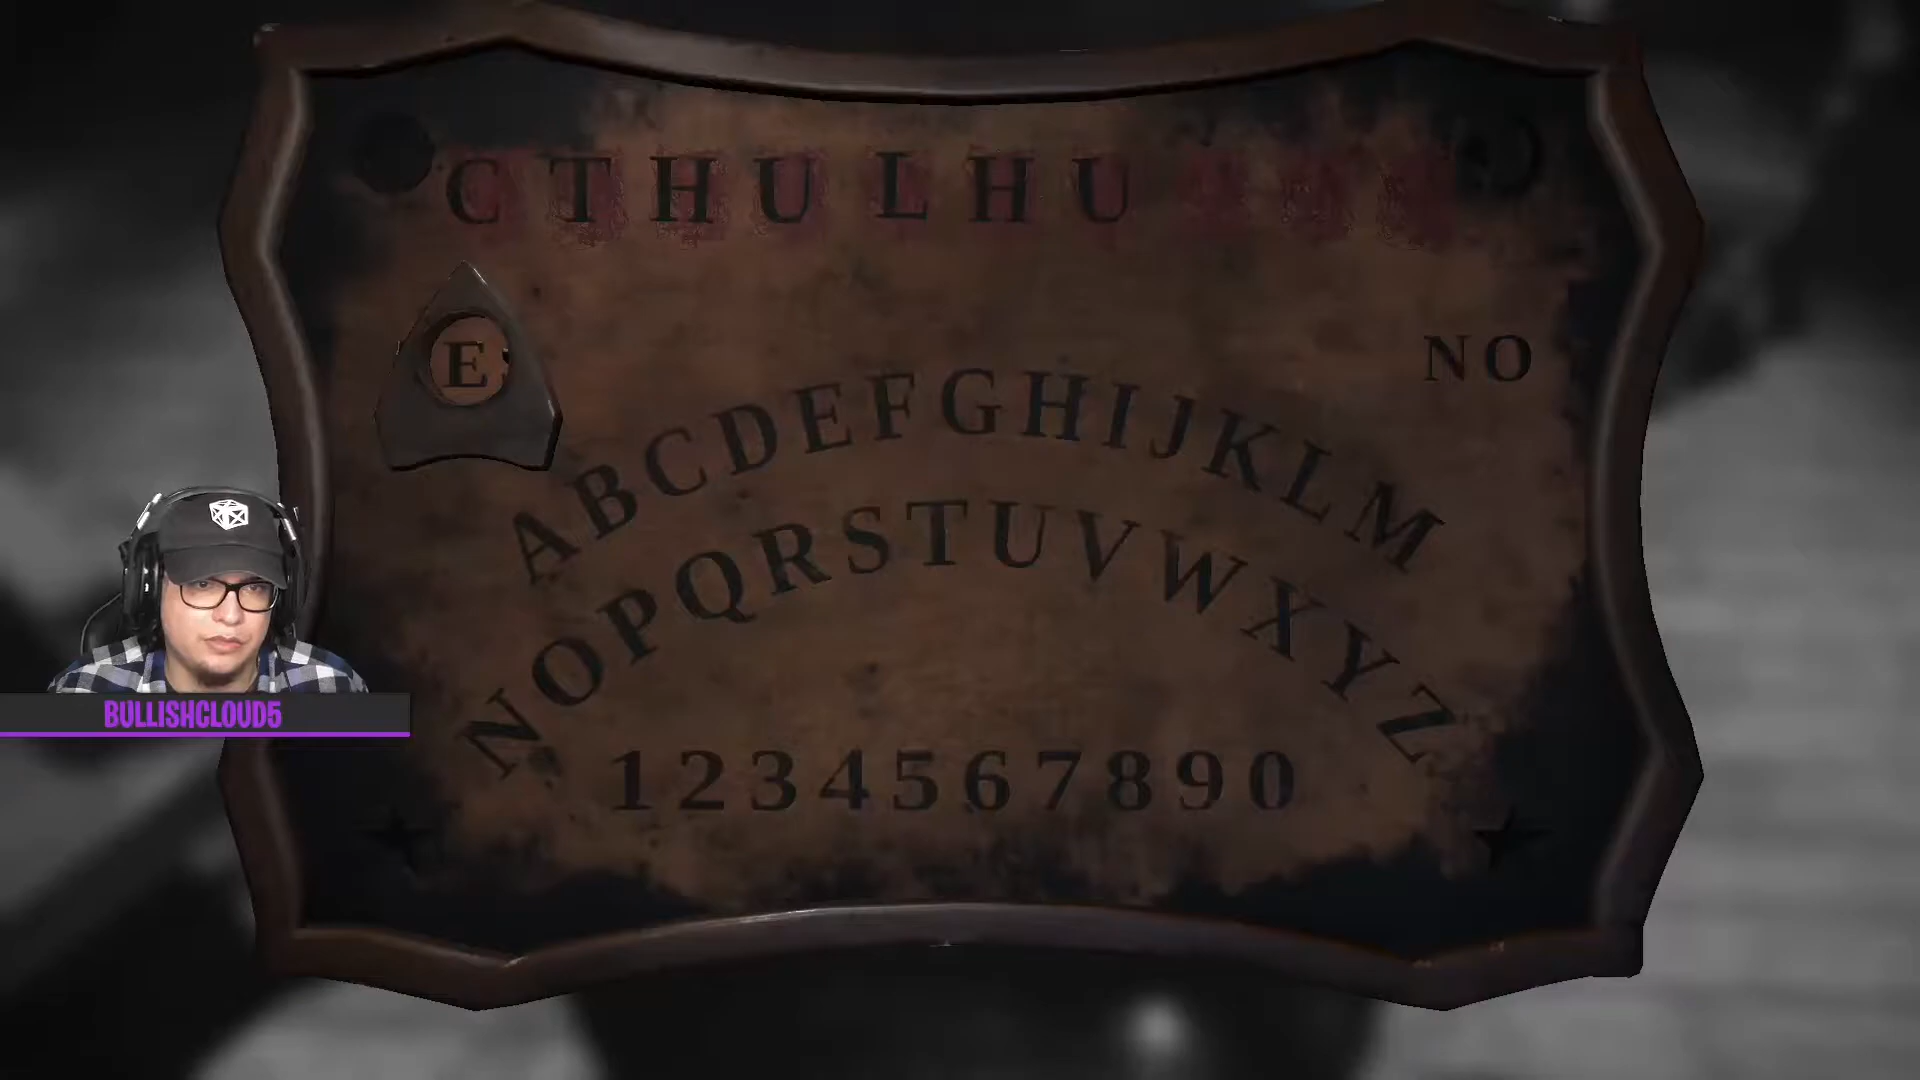 CTHULHU
E
NO
ABCDEFGHIJKLM
NOPQRSTUVWXYZ
BULLISHCLOUD5
1234567890